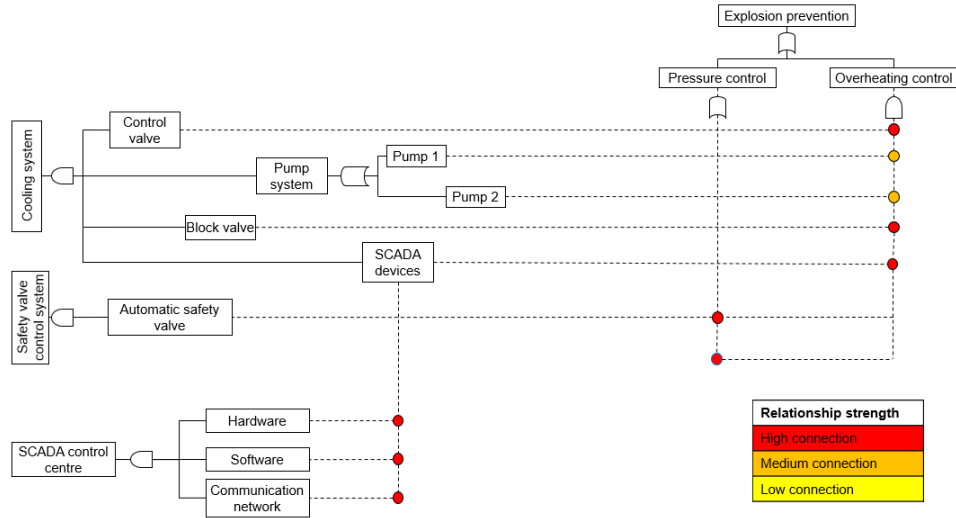 Explosion prevention
Pressure control
Overheating control
Control
valve
Cooling system
Pump
system
Pump 1
Pump 2
Block valve
SCADA
devices
Safety valve
control system
Automatic safety
valve
Hardware
SCADA control
centre
Software
Communication
network
Relationship strength
High connection
Medium connection
Low connection